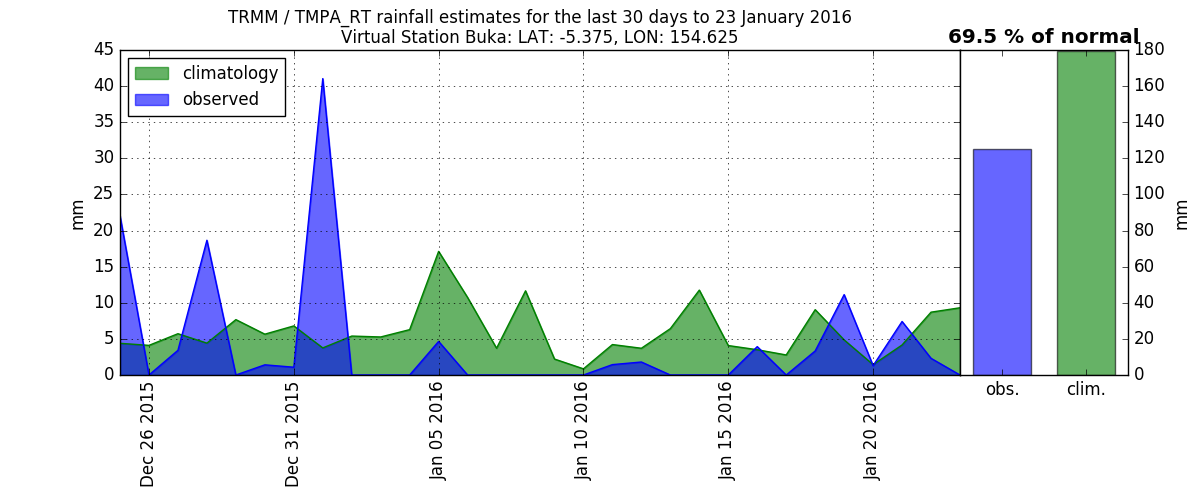 TRMM / TMPA_RT rainfall estimates for the last 30 days to 23 January 2016
Virtual Station Buka: LAT: -5.375, LON: 154.625
69.5 % of normal
climatology
observed
45
40
35
30
25
20
15
10
5
0
mm
180
160
140
120
100
80
60
40
20
0
mm
Dec 26 2015
Dec 31 2015
Jan 05 2016
Jan 10 2016
Jan 15 2016
Jan 20 2016
obs.
clim.